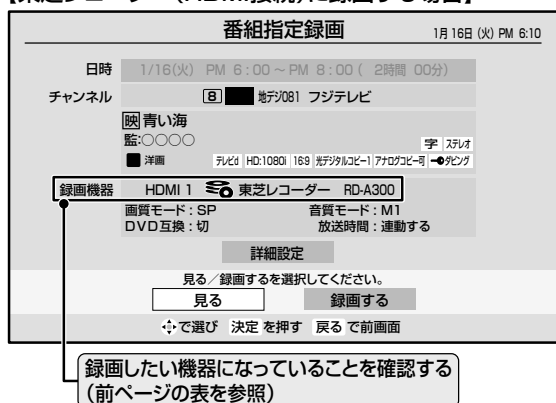 【東芝レコーダー(HDMI接続)に録画する場合】
番組指定録画 1月16日 (火) PM 6:10
日時 1/16(火) PM 6:00~PM 8:00 ( 2時間 00分)
チャンネル 8 地デジ081 フジテレビ
映 青い海
監:○○○○
字 ステレオ
洋画 テレビd HD:1080i 16:9 光デジタルコピー1 アナログコピー可 ダビング
録画機器 HDMI 1 東芝レコーダー RD-A300
画質モード:SP 音質モード:M1
DVD互換:切 放送時間:連動する
詳細設定
見る/録画するを選択してください。
見る 録画する
で選び 決定 を押す 戻る で前画面
録画したい機器になっていることを確認する
(前ページの表を参照)